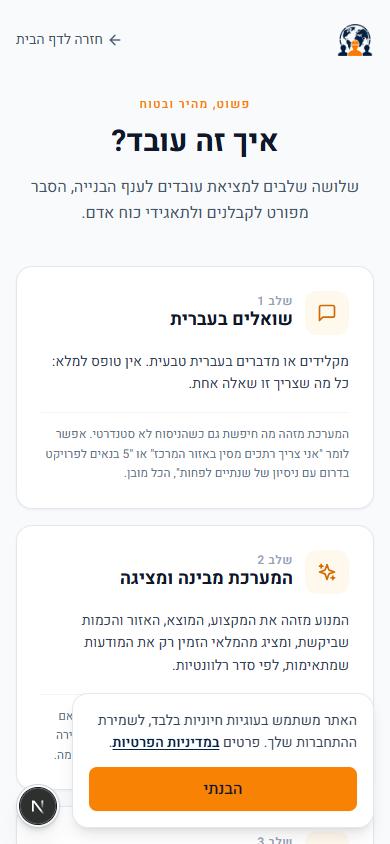 חזרה לדף הבית
פשוט, מהיר ובטוח
איך זה עובד?
שלושה שלבים למציאת עובדים לענף הבנייה, הסבר
מפורט לקבלנים ולתאגידי כוח אדם.
שלב 1
שואלים בעברית
מקלידים או מדברים בעברית טבעית. אין טופס למלא:
כל מה שצריך זו שאלה אחת.
המערכת מזהה מה חיפשת גם כשהניסוח לא סטנדרטי. אפשר
לומר "אני צריך רתכים מסין באזור המרכז" או "5 בנאים לפרויקט
בדרום עם ניסיון של שנתיים לפחות", הכל מובן.
שלב 2
המערכת מבינה ומציגה
המנוע מזהה את המקצוע, המוצא, האזור והכמות
שביקשת, ומציג מהמלאי הזמין רק את המודעות
שמתאימות, לפי סדר רלוונטיות.
האתר משתמש בעוגיות חיוניות בלבד, לשמירת
ההתחברות שלך. פרטים במדיניות הפרטיות.
הבנתי
N
שלב 3